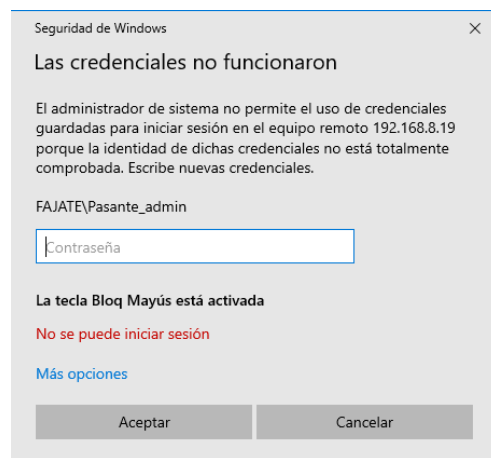 Seguridad de Windows
Las credenciales no funcionaron
El administrador de sistema no permite el uso de credenciales
guardadas para iniciar sesión en el equipo remoto 192.168.8.19
porque la identidad de dichas credenciales no está totalmente
comprobada. Escribe nuevas credenciales.
FAJATE\Pasante_admin
Contraseña
La tecla Bloq Mayús está activada
No se puede iniciar sesión
Más opciones
Aceptar
Cancelar